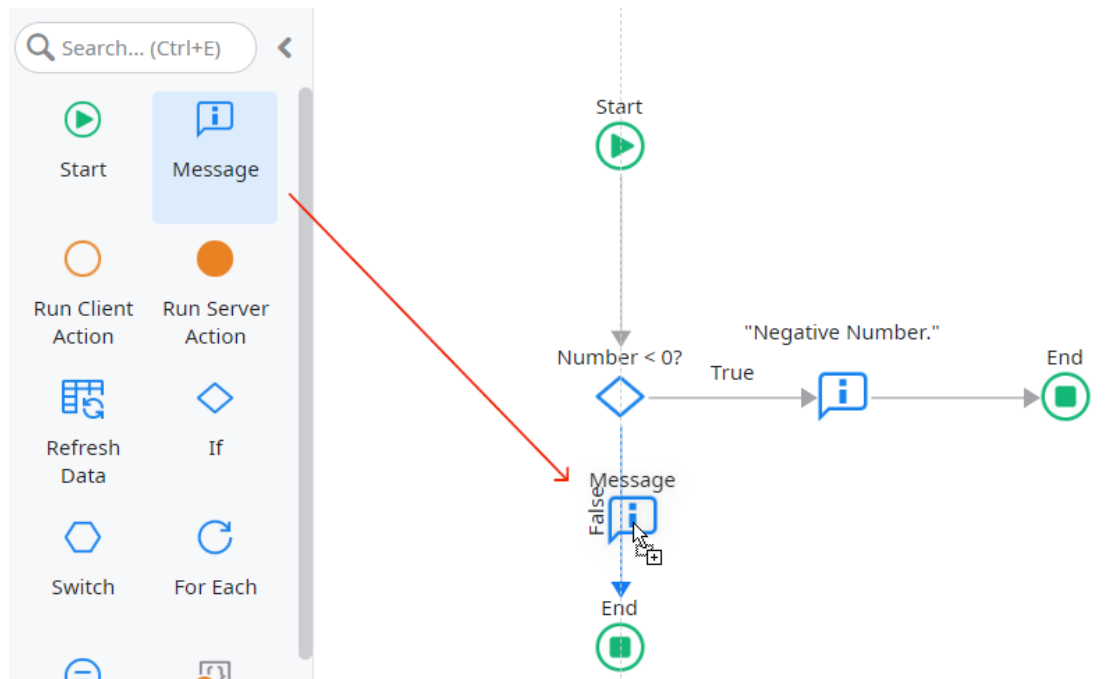 Search... (Ctrl+E)
Start
Message
Run Client
Action
Run Server
Action
Refresh
Data
If
Switch
For Each
Start
Number < 0?
True
"Negative Number."
End
Message
False
End